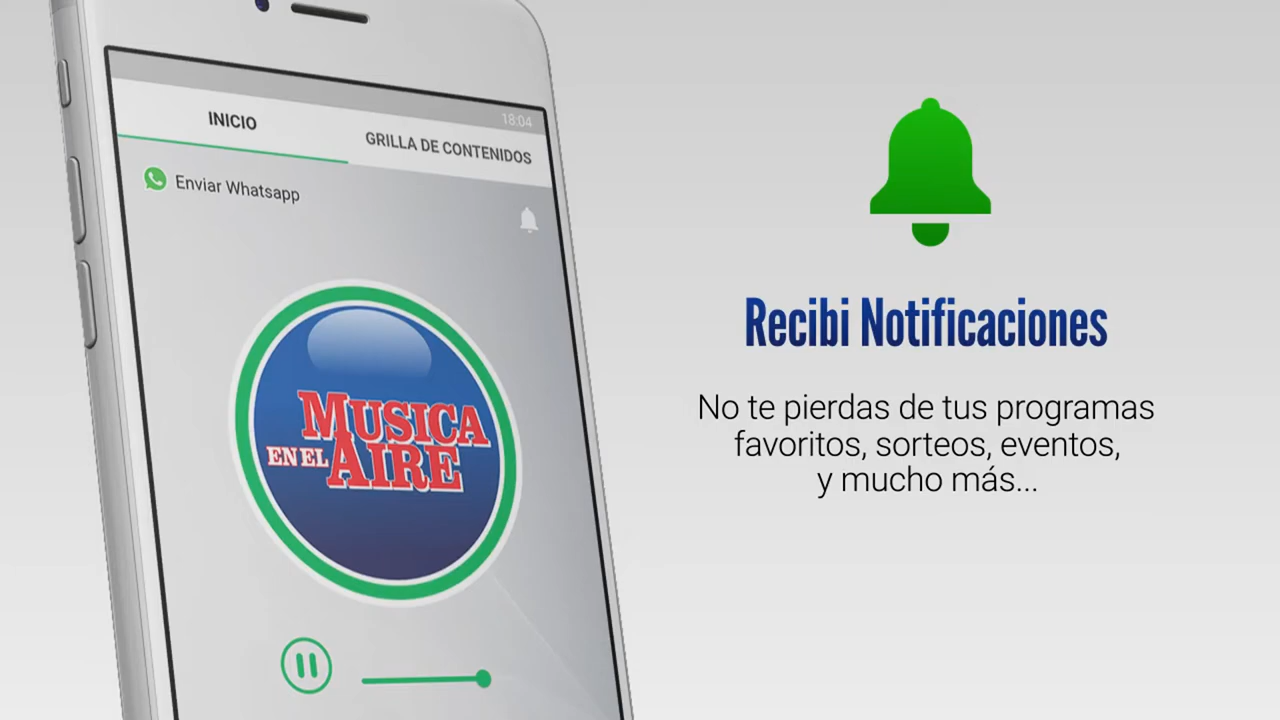 18:04
INICIO
GRILLA DE CONTENIDOS
Enviar Whatsapp
MUSICA
EN EL AIRE
Recibi Notificaciones
No te pierdas de tus programas
favoritos, sorteos, eventos,
y mucho más...